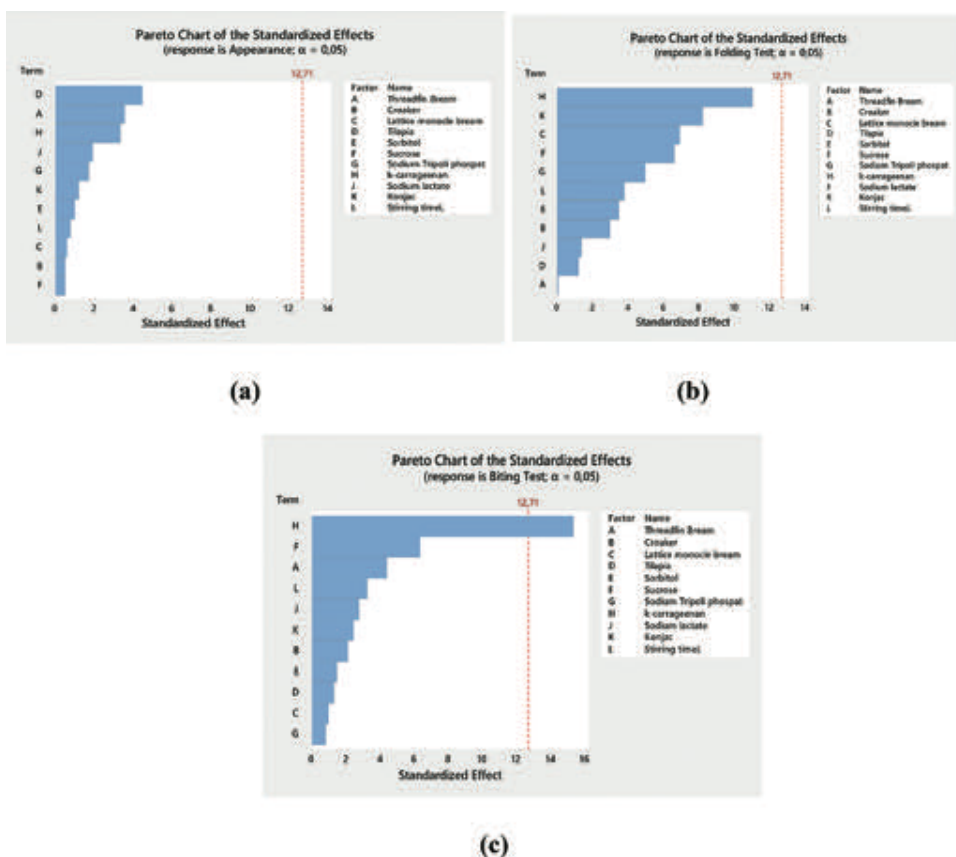 Pareto Chart of the Standardized Effects
(response is Appearance; α = 0,05)
Term
12,71
D
A
H
J
G
K
E
L
C
B
F
0 2 4 6 8 10 12 14
Standardized Effect
Factor Name
A Threadfin Bream
B Croaker
C Lattice monocle bream
D Tilapia
E Sorbitol
F Sucrose
G Sodium Tripoli phospat
H k-carrageenan
J Sodium lactate
K Konjac
L Stirring timeL
(a)
Pareto Chart of the Standardized Effects
(response is Folding Test; α = 0,05)
Term
12,71
H
K
C
F
G
L
E
B
J
D
A
0 2 4 6 8 10 12 14
Standardized Effect
Factor Name
A Threadfin Bream
B Croaker
C Lattice monocle bream
D Tilapia
E Sorbitol
F Sucrose
G Sodium Tripoli phospat
H k-carrageenan
J Sodium lactate
K Konjac
L Stirring timeL
(b)
Pareto Chart of the Standardized Effects
(response is Biting Test; α = 0,05)
Term
12,71
H
F
A
L
J
K
B
E
D
C
G
0 2 4 6 8 10 12 14 16
Standardized Effect
Factor Name
A Threadfin Bream
B Croaker
C Lattice monocle bream
D Tilapia
E Sorbitol
F Sucrose
G Sodium Tripoli phospat
H k-carrageenan
J Sodium lactate
K Konjac
L Stirring timeL
(c)